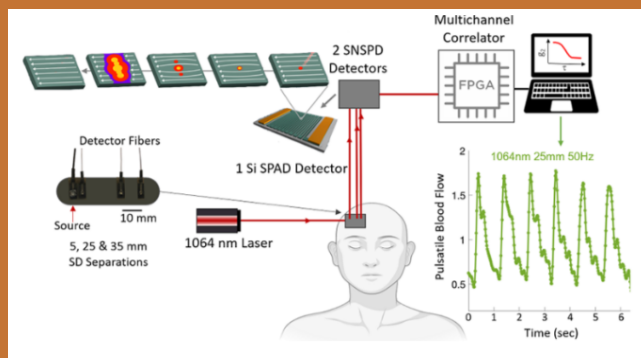 Multichannel
Correlator
2 SNSPD
Detectors
FPGA
g₂
τ
1 Si SPAD Detector
Detector Fibers
10 mm
Source
5, 25 & 35 mm
SD Separations
1064 nm Laser
1064nm 25mm 50Hz
Pulsatile Blood Flow
2
1.5
1
0.5
0 1 2 3 4 5 6
Time (sec)